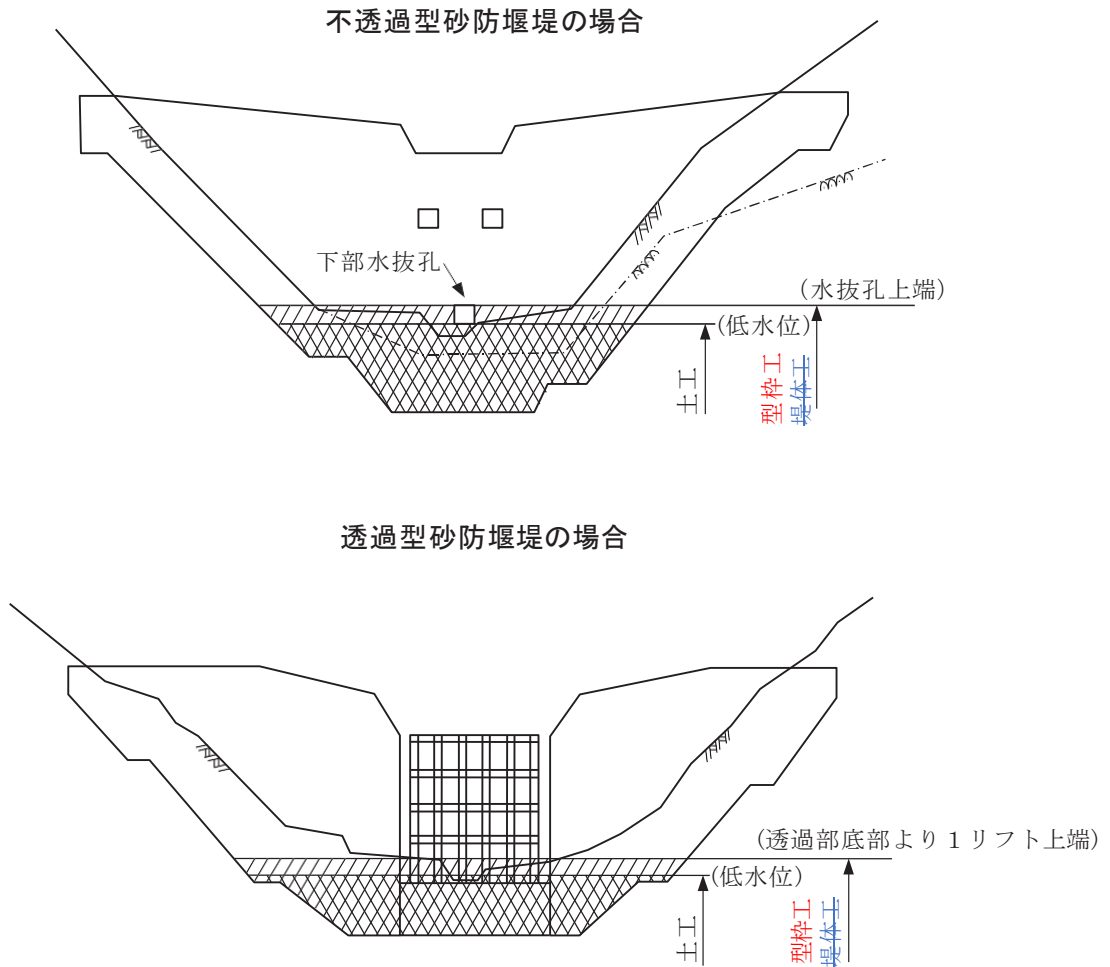 不透過型砂防堰堤の場合
下部水抜孔
(水抜孔上端)
(低水位)
土工
型枠工
堤体工
透過型砂防堰堤の場合
(透過部底部より1リフト上端)
(低水位)
土工
型枠工
堤体工